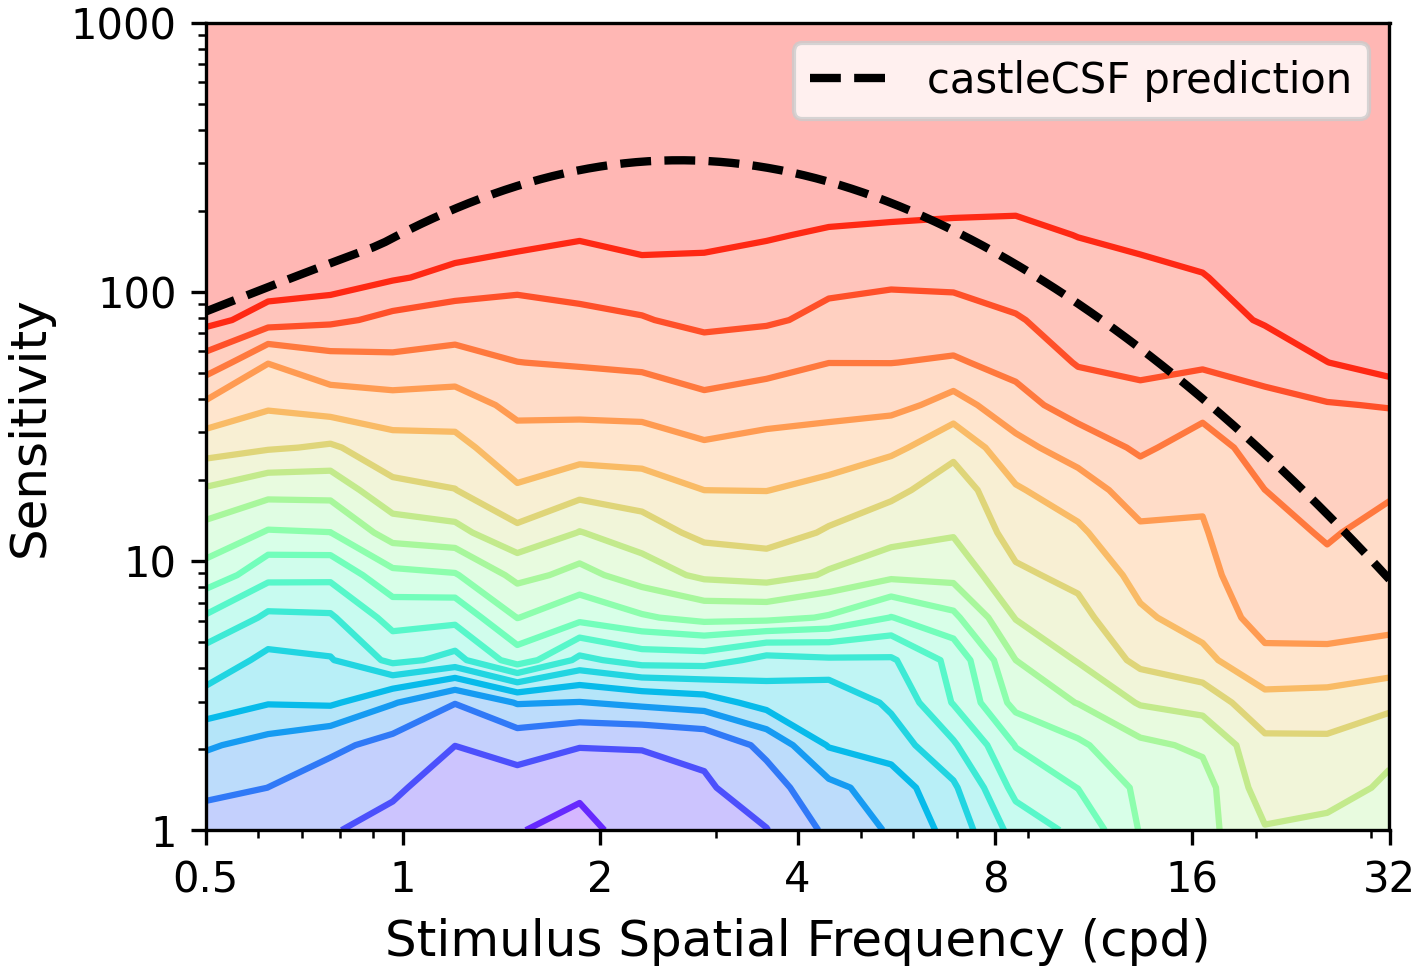 1000
100
10
1
Sensitivity
castleCSF prediction
0.5 1 2 4 8 16 32
Stimulus Spatial Frequency (cpd)